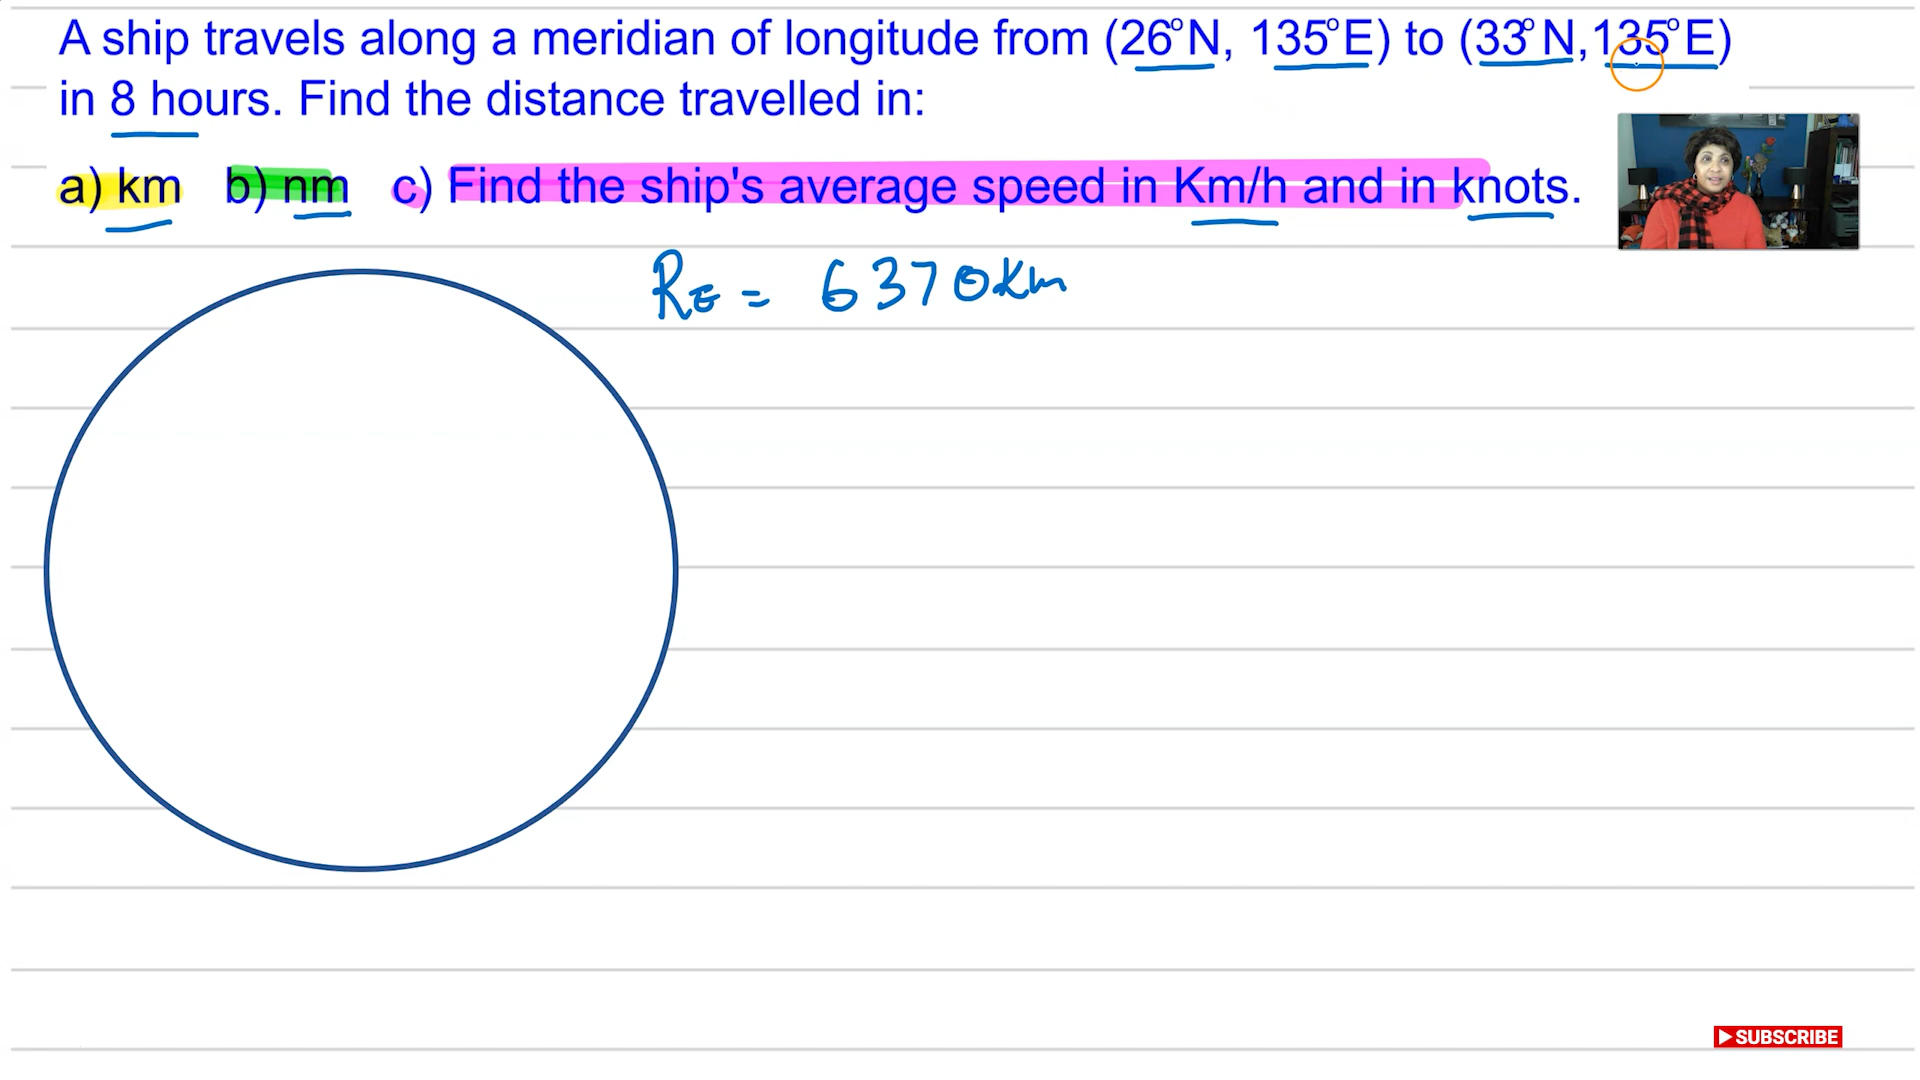 A ship travels along a meridian of longitude from (26°N, 135°E) to (33°N,135°E)
in 8 hours. Find the distance travelled in:
a) km b) nm c) Find the ship's average speed in Km/h and in knots.
RE = 6370km
SUBSCRIBE